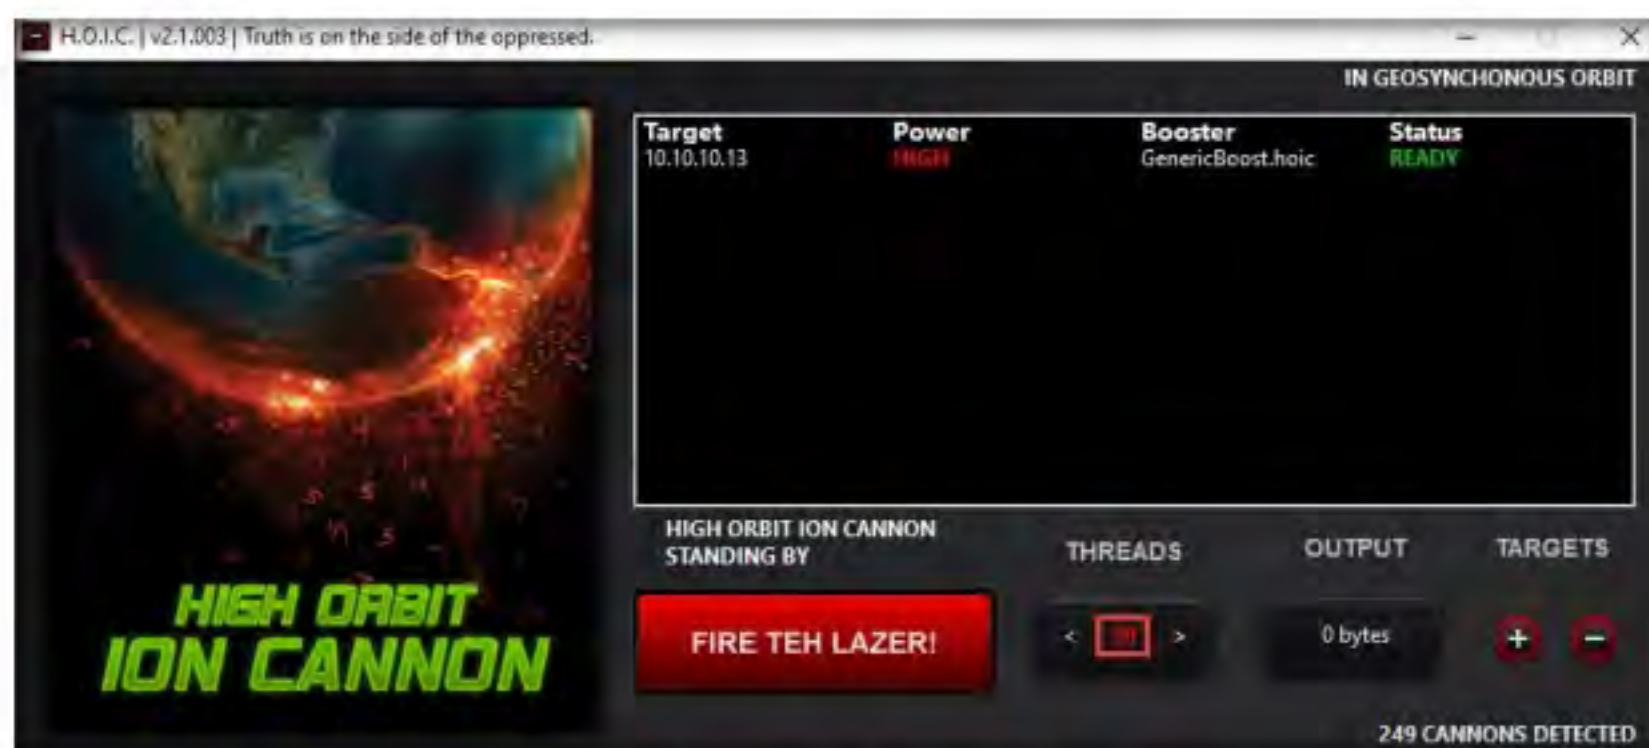 H.O.I.C. | v2.1.003 | Truth is on the side of the oppressed.
IN GEOSYNCHONOUS ORBIT
Target Power Booster Status
10.10.10.13 HIGH GenericBoost.hoic READY
HIGH ORBIT
ION CANNON
HIGH ORBIT ION CANNON
STANDING BY
THREADS
OUTPUT
TARGETS
FIRE TEH LAZER!
< >
0 bytes
+ −
249 CANNONS DETECTED